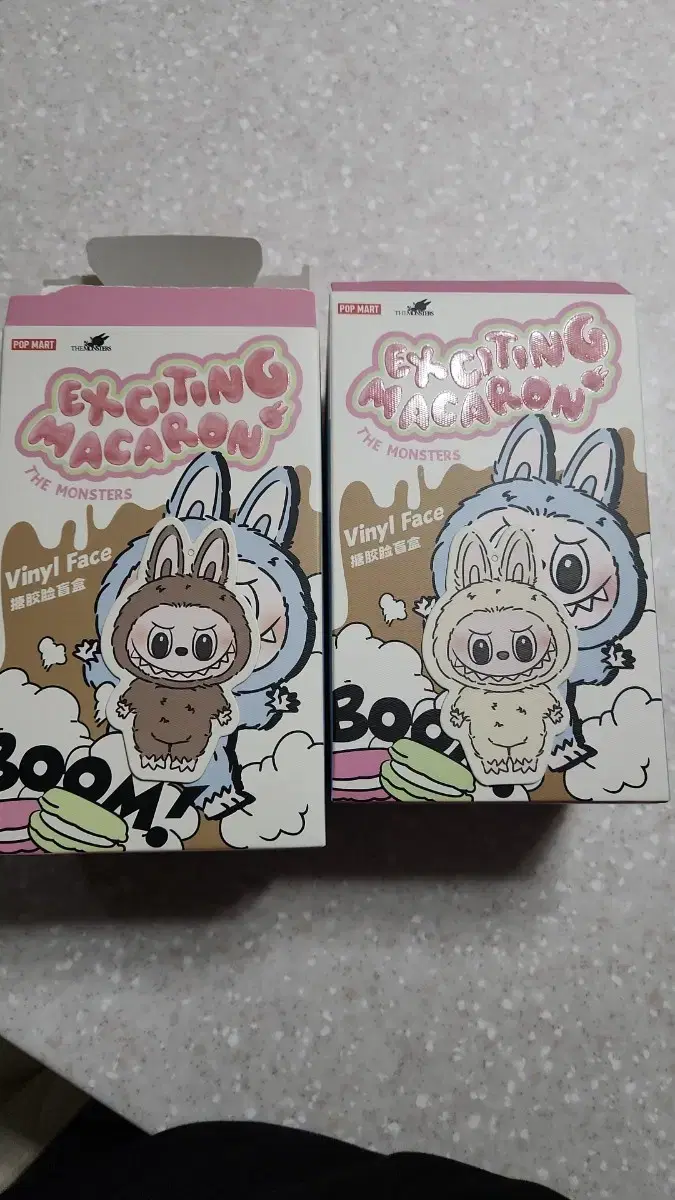 POP MART
THE MONSTERS
EXCITING
MACARON
THE MONSTERS
Vinyl Face
搪胶脸盲盒
BOOM!
POP MART
THE MONSTERS
EXCITING
MACARON
THE MONSTERS
Vinyl Face
搪胶脸盲盒
BOO